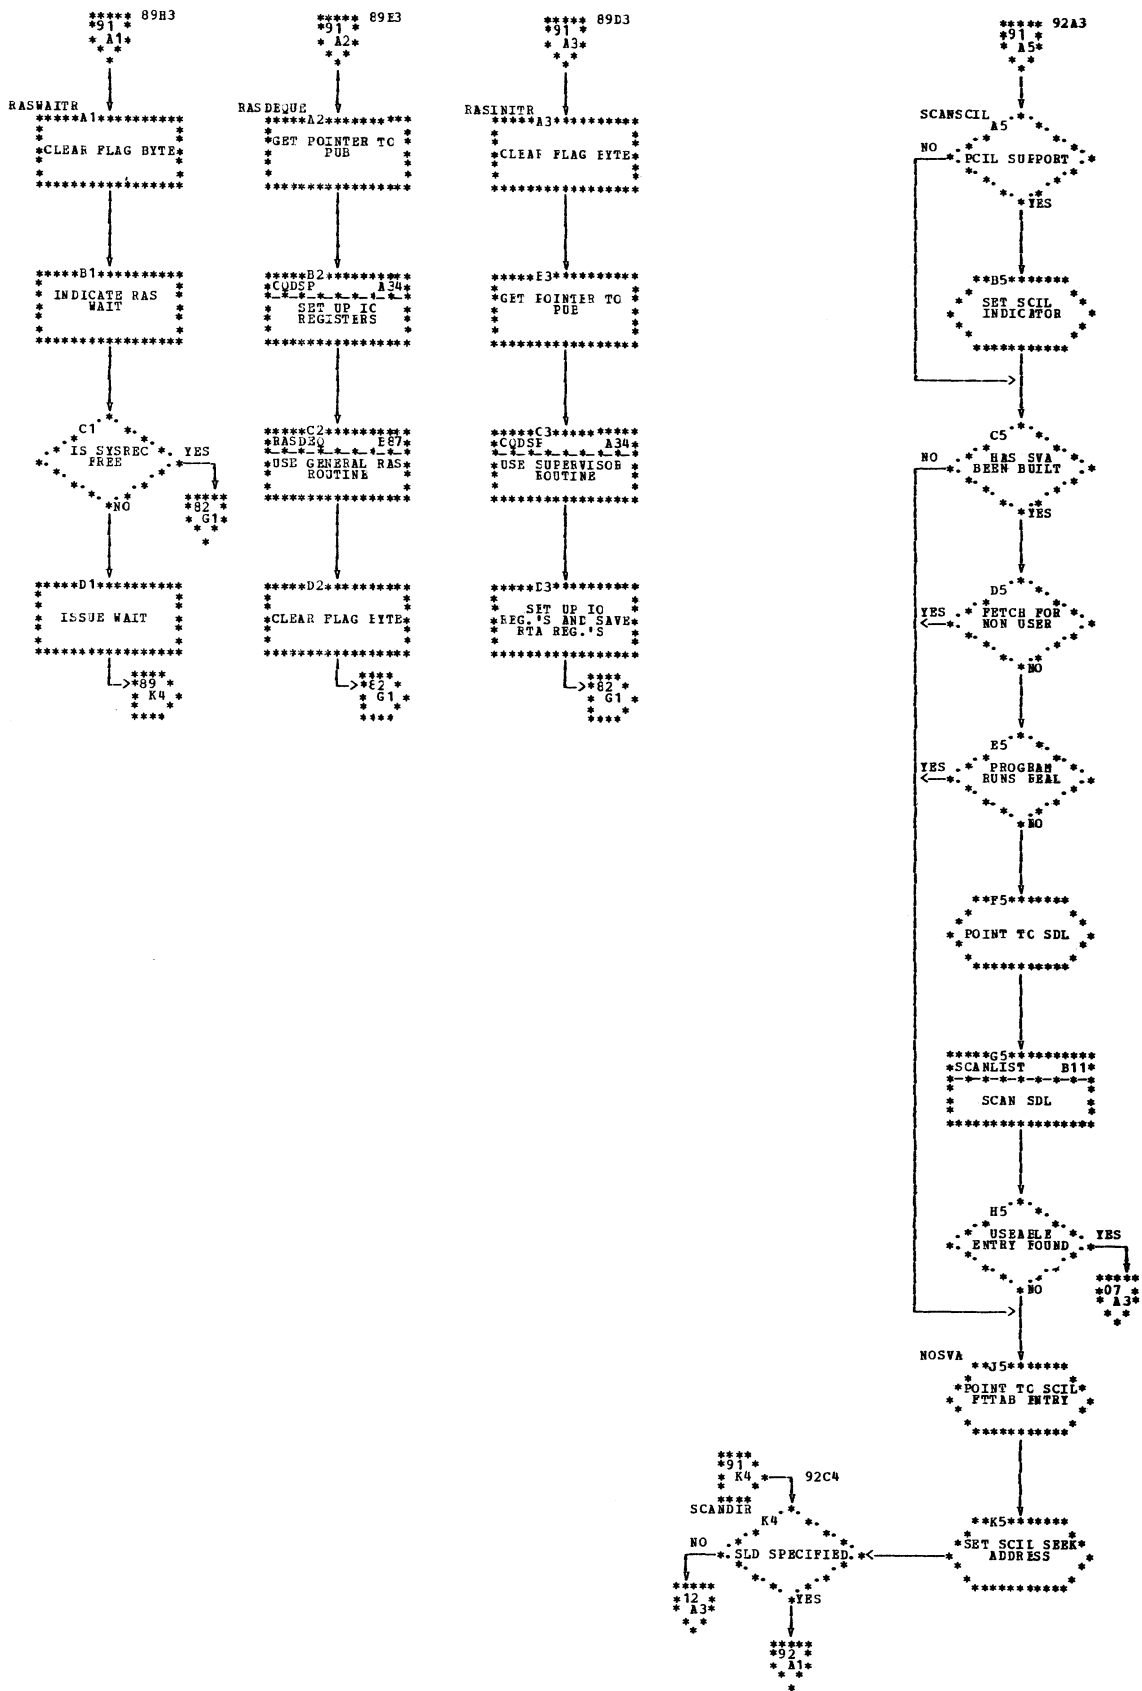 89H3
91
A1
RASWAITR
A1
CLEAR FLAG BYTE
B1
INDICATE RAS
WAIT
C1
IS SYSREC
FREE
YES
82
G1
NO
D1
ISSUE WAIT
89
K4
89E3
91
A2
RASDEQUE
A2
GET POINTER TO
PUB
B2
CQDSP A34
SET UP IO
REGISTERS
C2
RASDEQ B87
USE GENERAL RAS
ROUTINE
D2
CLEAR FLAG BYTE
82
G1
89D3
91
A3
RASINITR
A3
CLEAR FLAG BYTE
B3
GET POINTER TO
PUB
C3
CQDSP A34
USE SUPERVISOR
ROUTINE
D3
SET UP IO
REG.'S AND SAVE
RTA REG.'S
82
G1
92A3
91
A5
SCANSCIL
A5
NO
PCIL SUPPORT
YES
B5
SET SCIL
INDICATOR
C5
NO
HAS SVA
BEEN BUILT
YES
D5
YES
FETCH FOR
NON USER
NO
E5
YES
PROGRAM
RUNS REAL
NO
F5
POINT TO SDL
G5
SCANLIST B11
SCAN SDL
H5
USEABLE
ENTRY FOUND
YES
07
A3
NO
NOSVA
J5
POINT TO SCIL
FTTAB ENTRY
K5
SET SCIL SEEK
ADDRESS
91
K4
92C4
SCANDIR
K4
NO
SLD SPECIFIED
12
A3
YES
92
A1